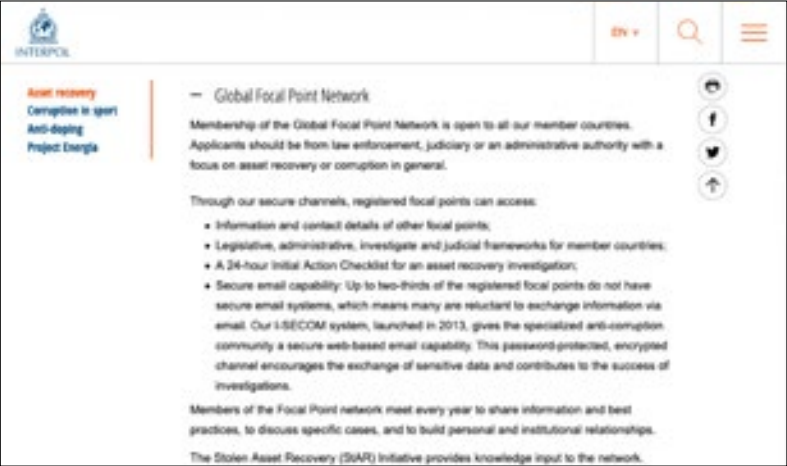 INTERPOL
EN
Asset recovery
Corruption in sport
Anti-doping
Project Energia
— Global Focal Point Network
Membership of the Global Focal Point Network is open to all our member countries.
Applicants should be from law enforcement, judiciary or an administrative authority with a
focus on asset recovery or corruption in general.
Through our secure channels, registered focal points can access:
• Information and contact details of other focal points;
• Legislative, administrative, investigate and judicial frameworks for member countries;
• A 24-hour Initial Action Checklist for an asset recovery investigation;
• Secure email capability: Up to two-thirds of the registered focal points do not have
secure email systems, which means many are reluctant to exchange information via
email. Our I-SECOM system, launched in 2013, gives the specialized anti-corruption
community a secure web-based email capability. This password-protected, encrypted
channel encourages the exchange of sensitive data and contributes to the success of
investigations.
Members of the Focal Point network meet every year to share information and best
practices, to discuss specific cases, and to build personal and institutional relationships.
The Stolen Asset Recovery (StAR) Initiative provides knowledge input to the network.